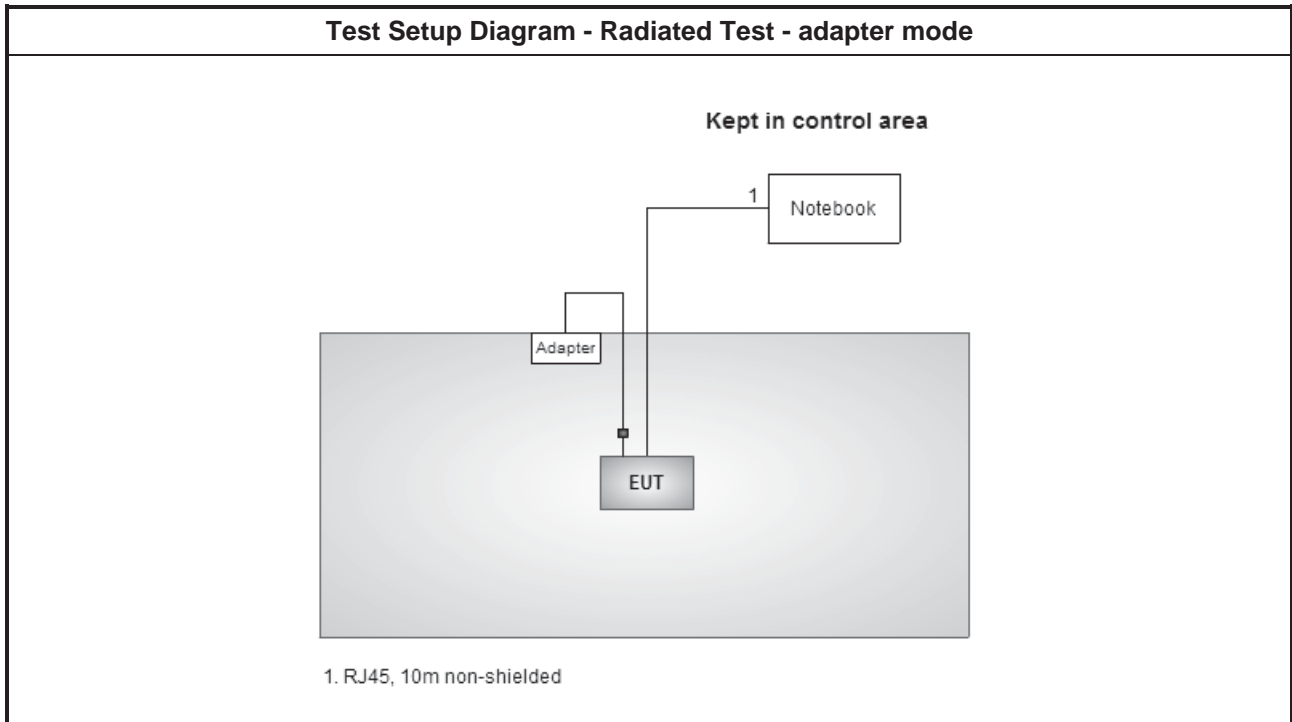 Test Setup Diagram - Radiated Test - adapter mode
Kept in control area
1
Notebook
Adapter
EUT
1. RJ45, 10m non-shielded